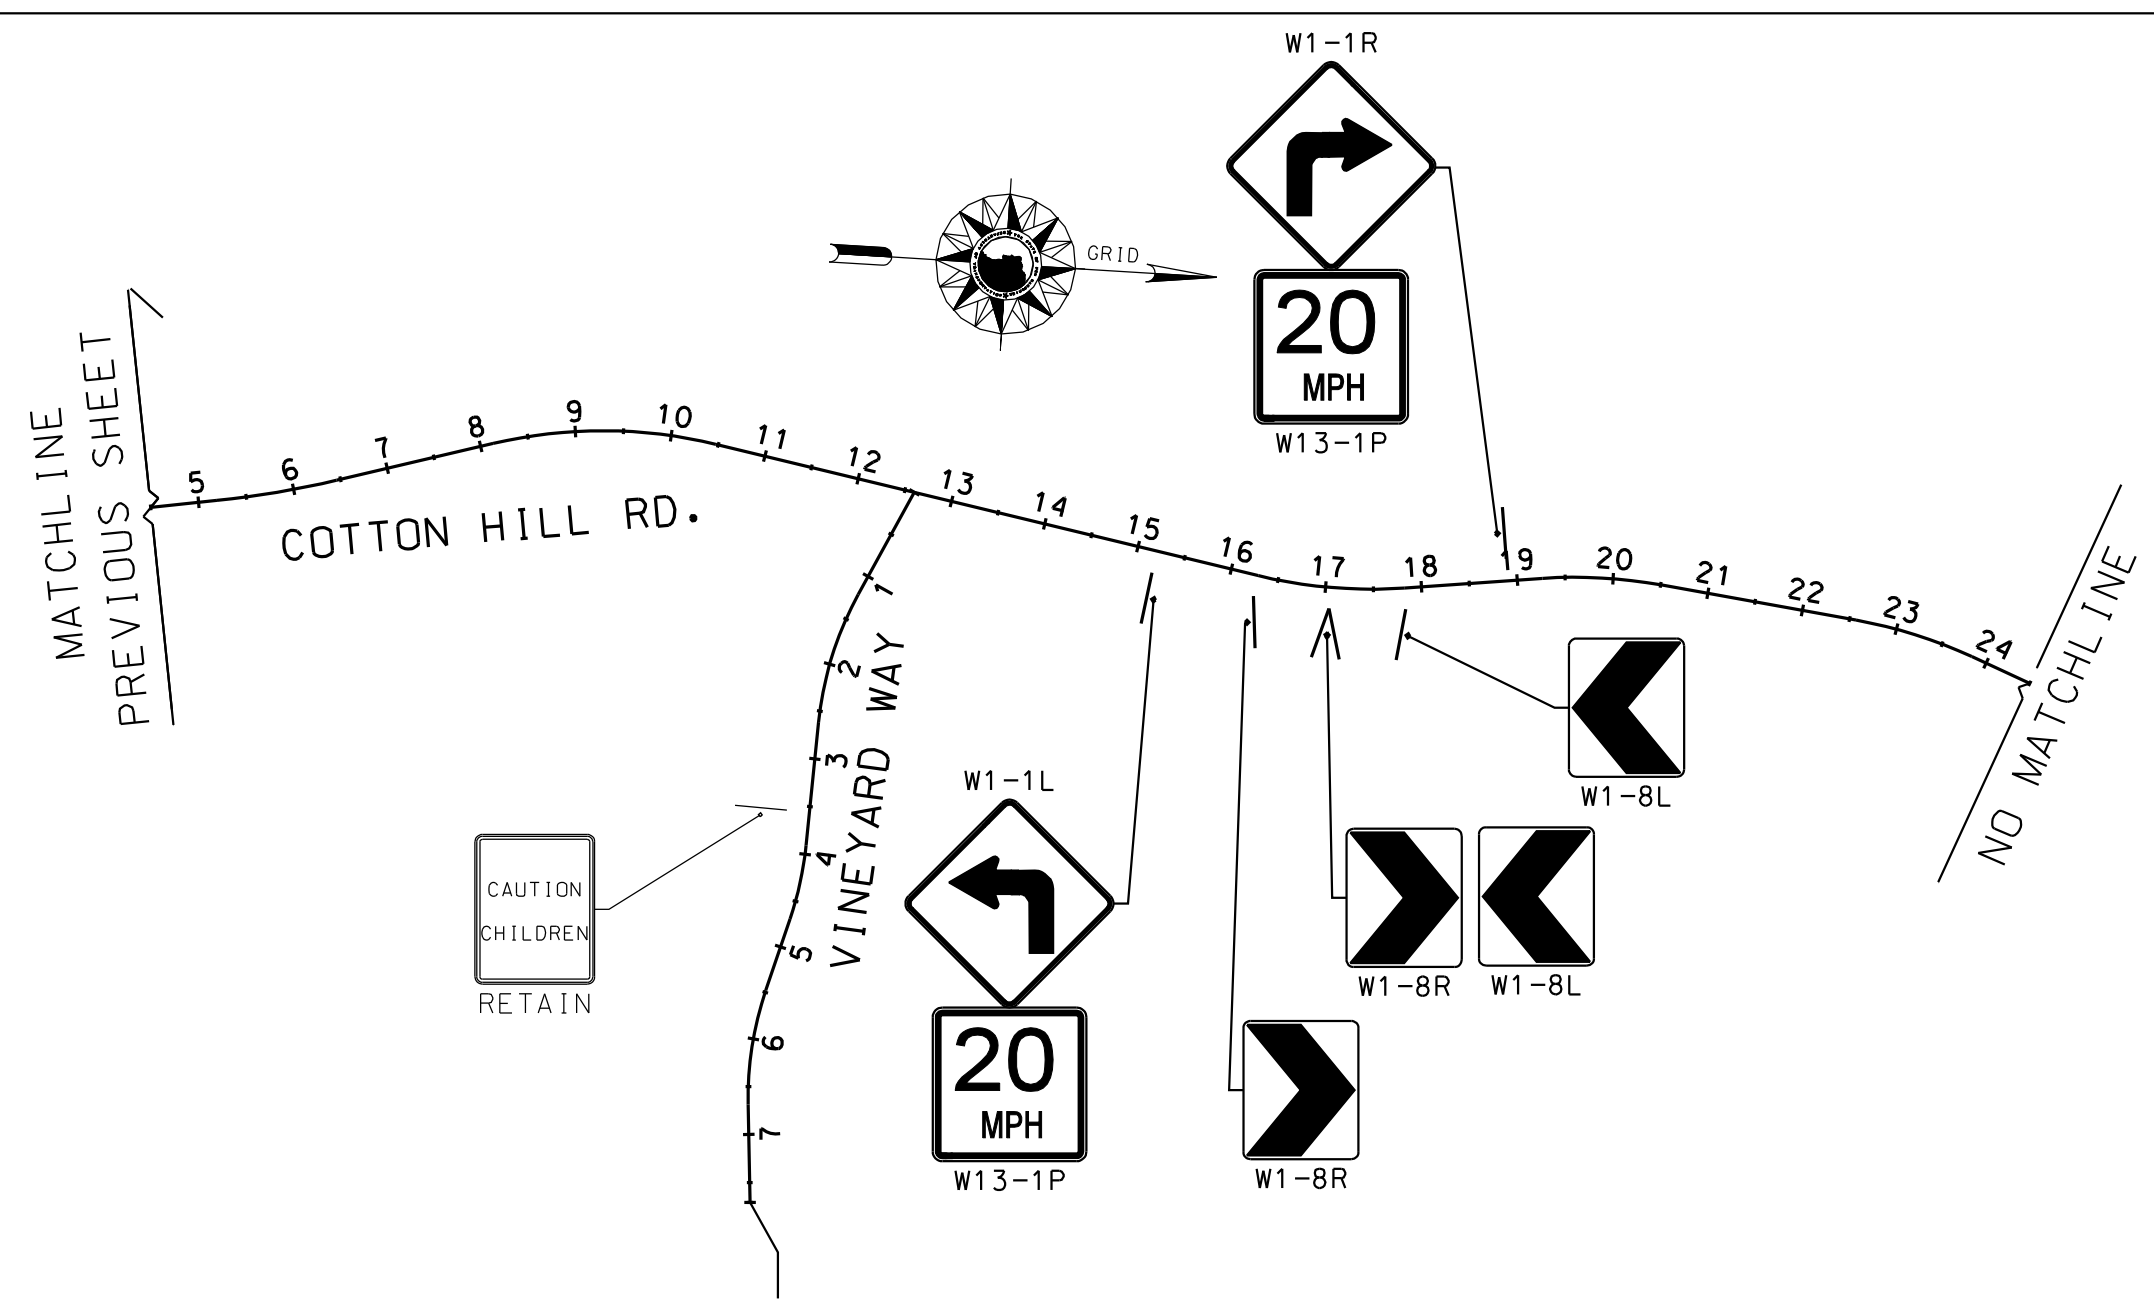 W1-1R
20
MPH
W13-1P
GRID
MATCHLINE
PREVIOUS SHEET
5
6
7
8
9
10
11
12
13
14
15
16
17
18
19
20
21
22
23
24
COTTON HILL RD.
NO MATCHLINE
1
2
3
4
5
6
7
VINEYARD WAY
CAUTION
CHILDREN
RETAIN
W1-1L
20
MPH
W13-1P
W1-8L
W1-8R
W1-8L
W1-8R